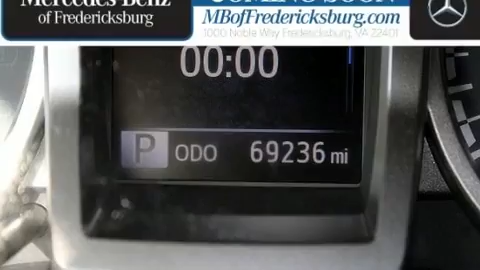 Mercedes-Benz
of Fredericksburg
COMING SOON
MBofFredericksburg.com
1000 Noble Way Fredericksburg, VA 22401
00:00
P ODO 69236 mi